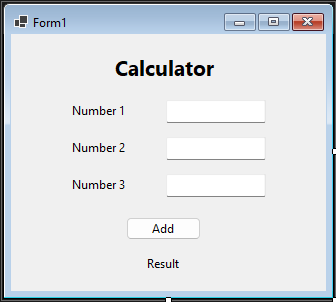 Form1
Calculator
Number 1
Number 2
Number 3
Add
Result